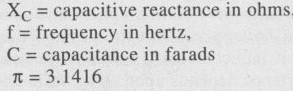 X_C = capacitive reactance in ohms,
f = frequency in hertz,
C = capacitance in farads
π = 3.1416